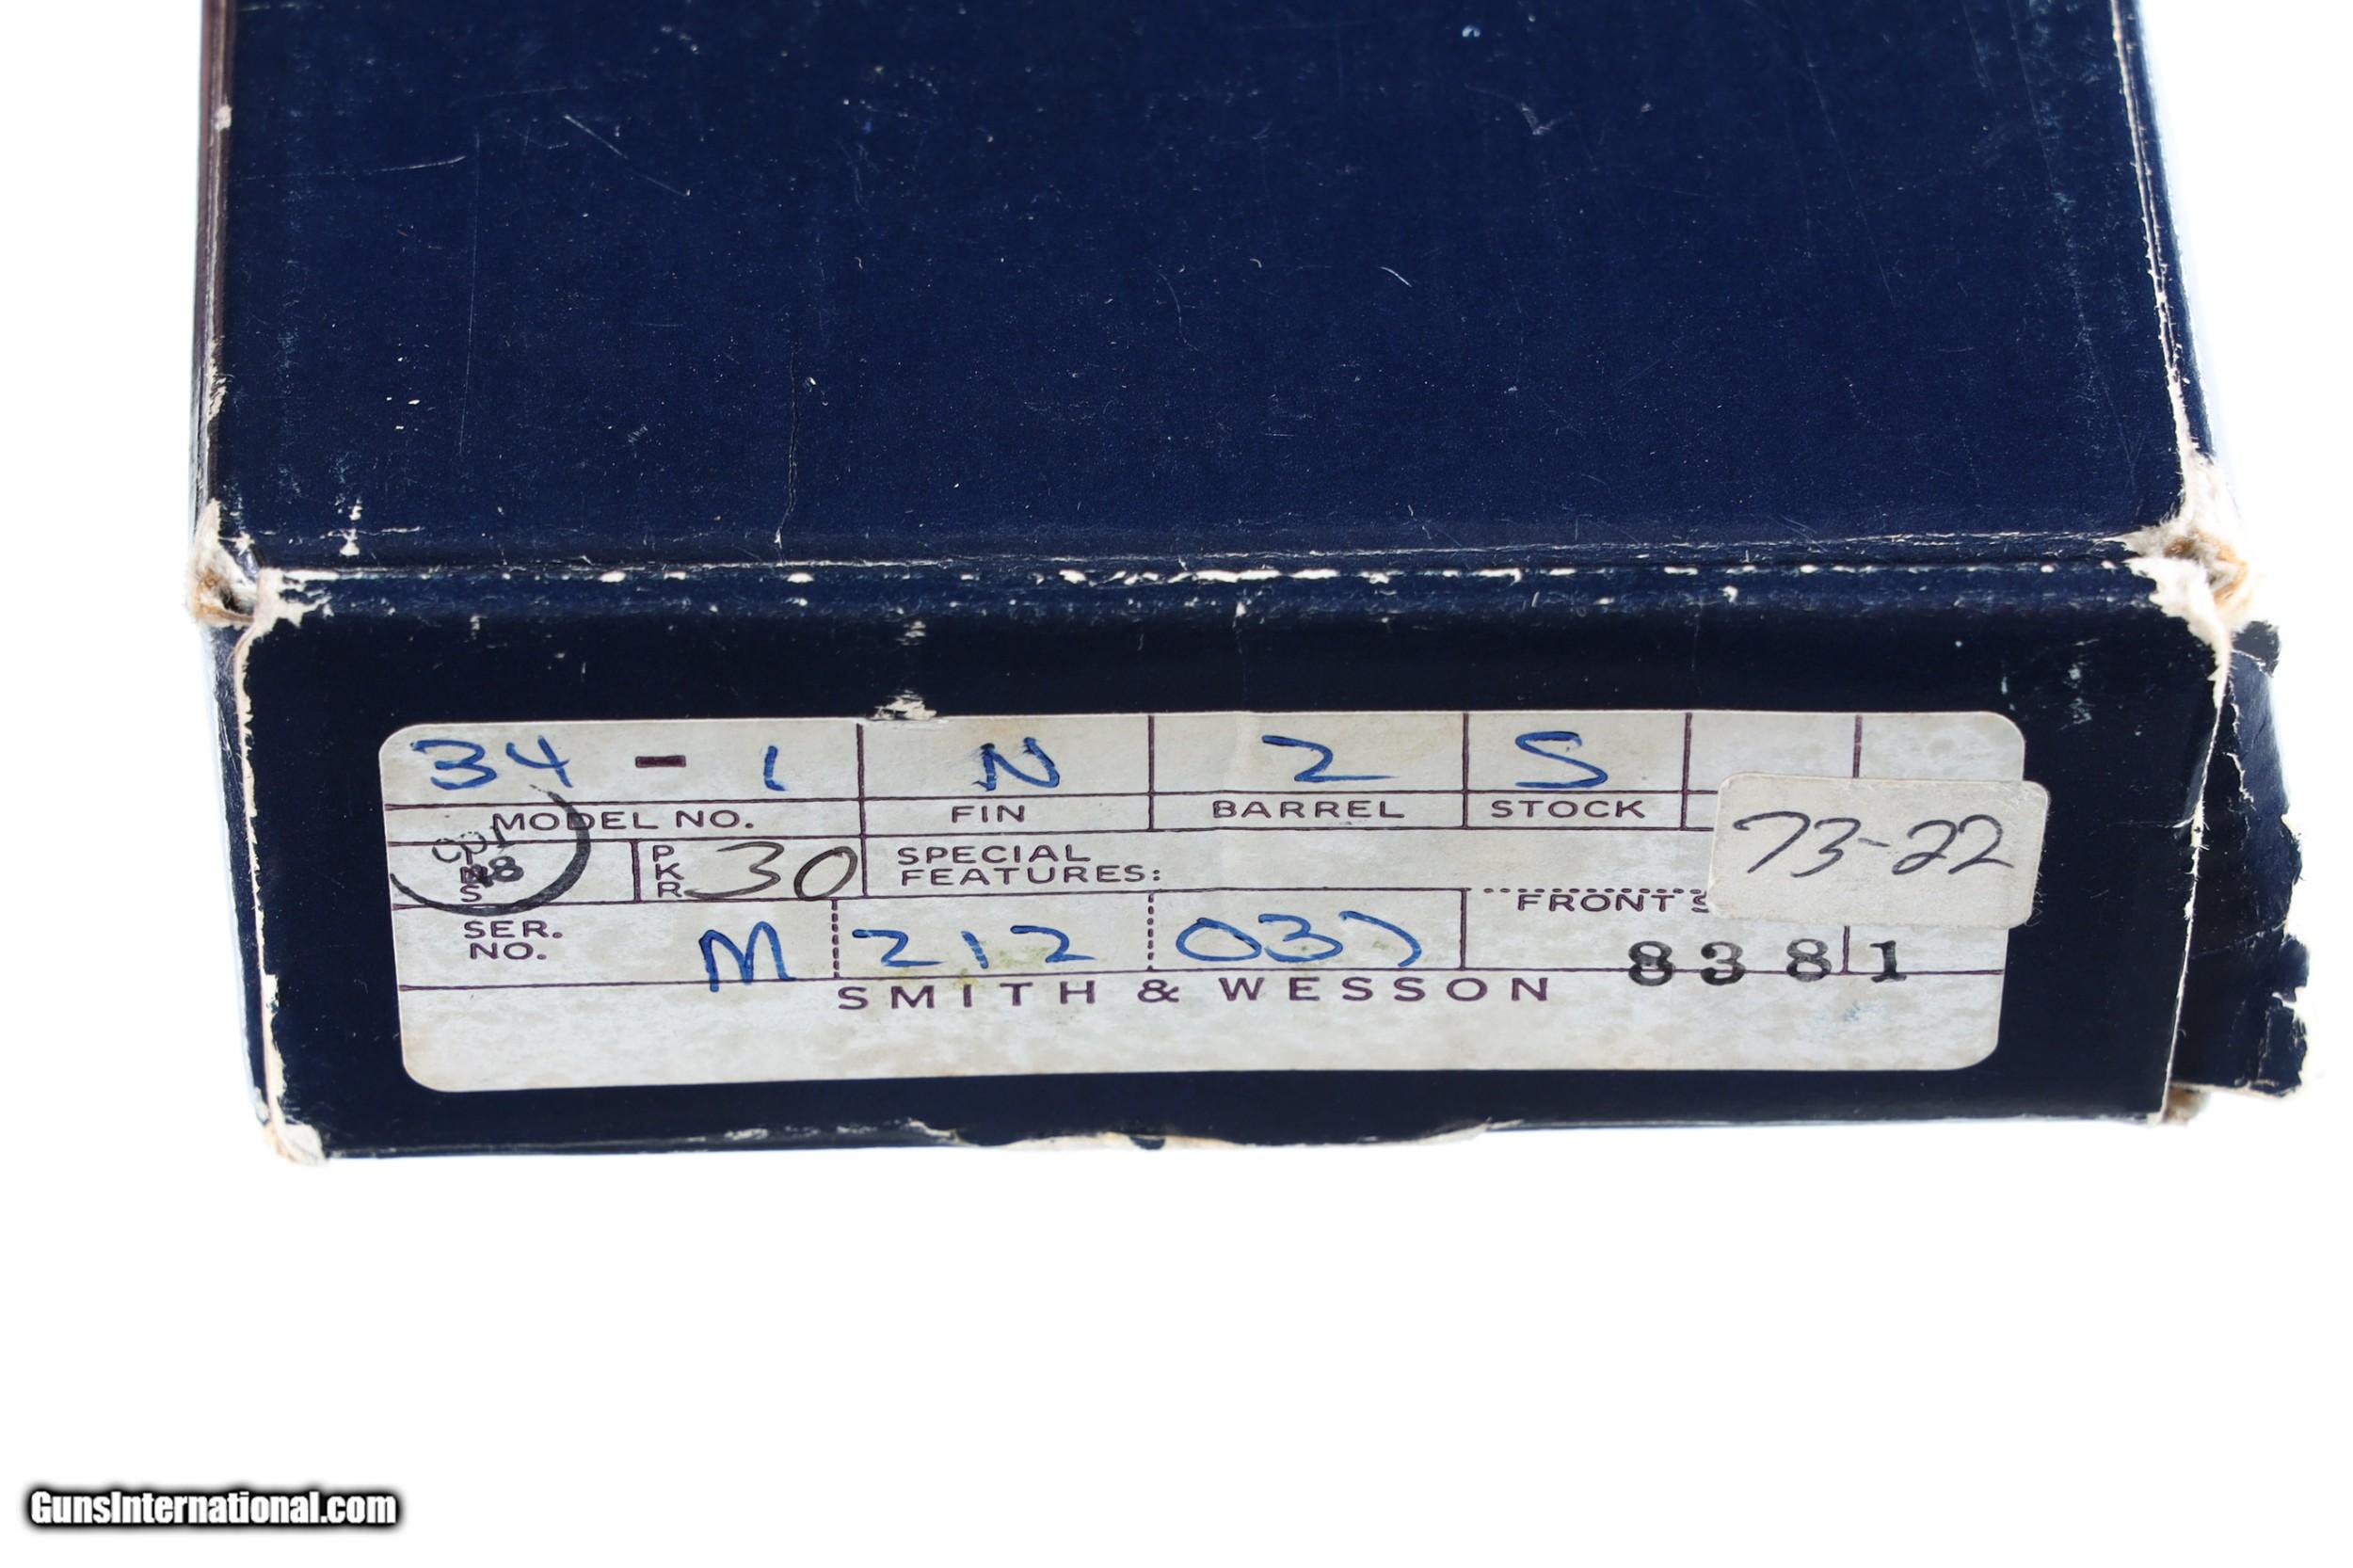 34 - 1 N 2 S
MODEL NO. FIN BARREL STOCK
73-22
PKR 30 SPECIAL
FEATURES:
FRONT
SER.
NO. M 212 037
8381
SMITH & WESSON
GunsInternational.com